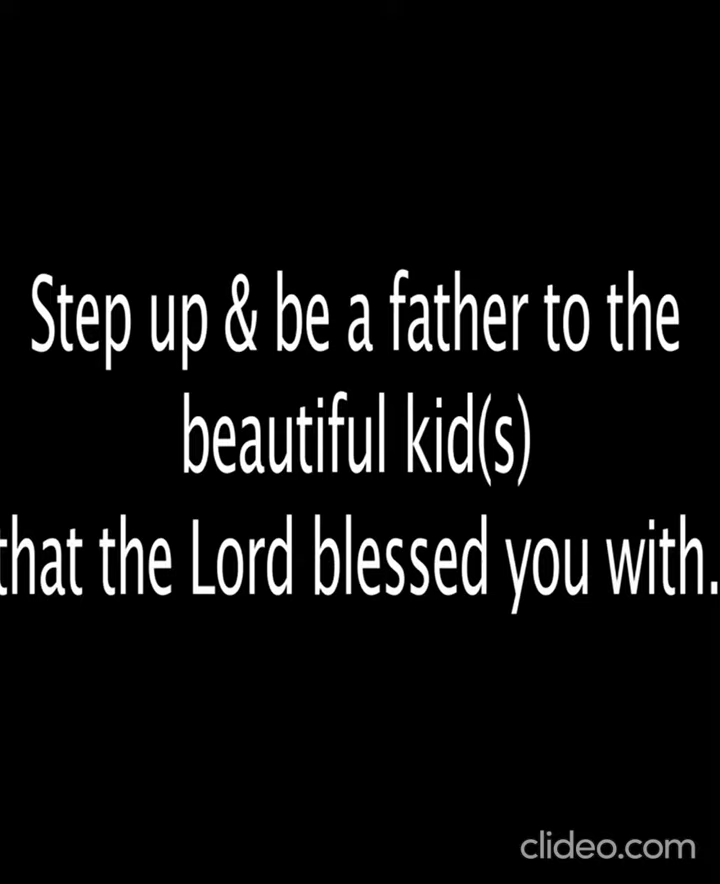 Step up & be a father to the
beautiful kid(s)
that the Lord blessed you with.
clideo.com